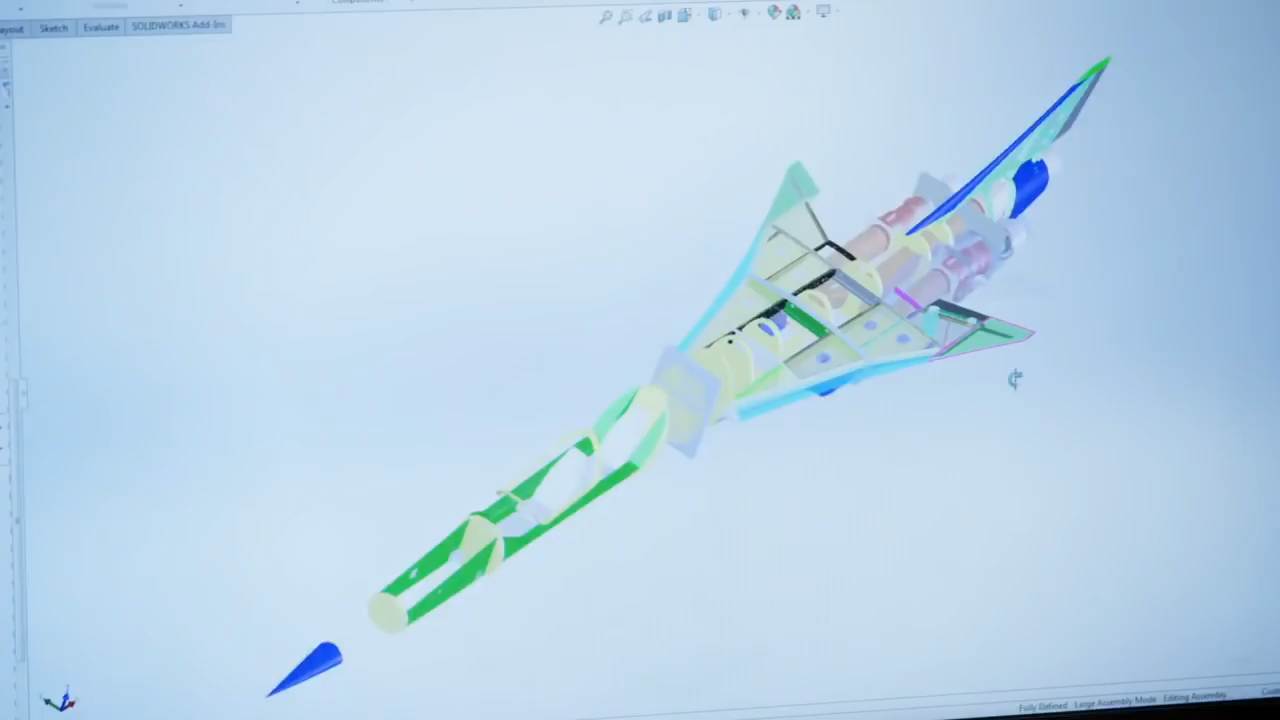 Sketch
Evaluate
SOLIDWORKS Add-Ins
Fully Defined
Large Assembly Mode
Editing Assembly